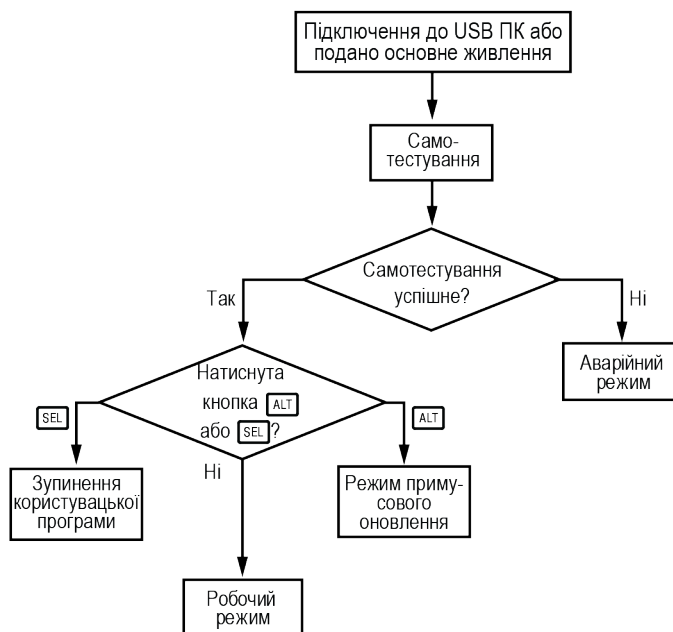 Підключення до USB ПК або
подано основне живлення
Само-
тестування
Самотестування
успішне?
Так
Ні
Аварійний
режим
Натиснута
кнопка ALT
або SEL?
SEL
ALT
Ні
Зупинення
користувацької
програми
Режим приму-
сового
оновлення
Робочий
режим